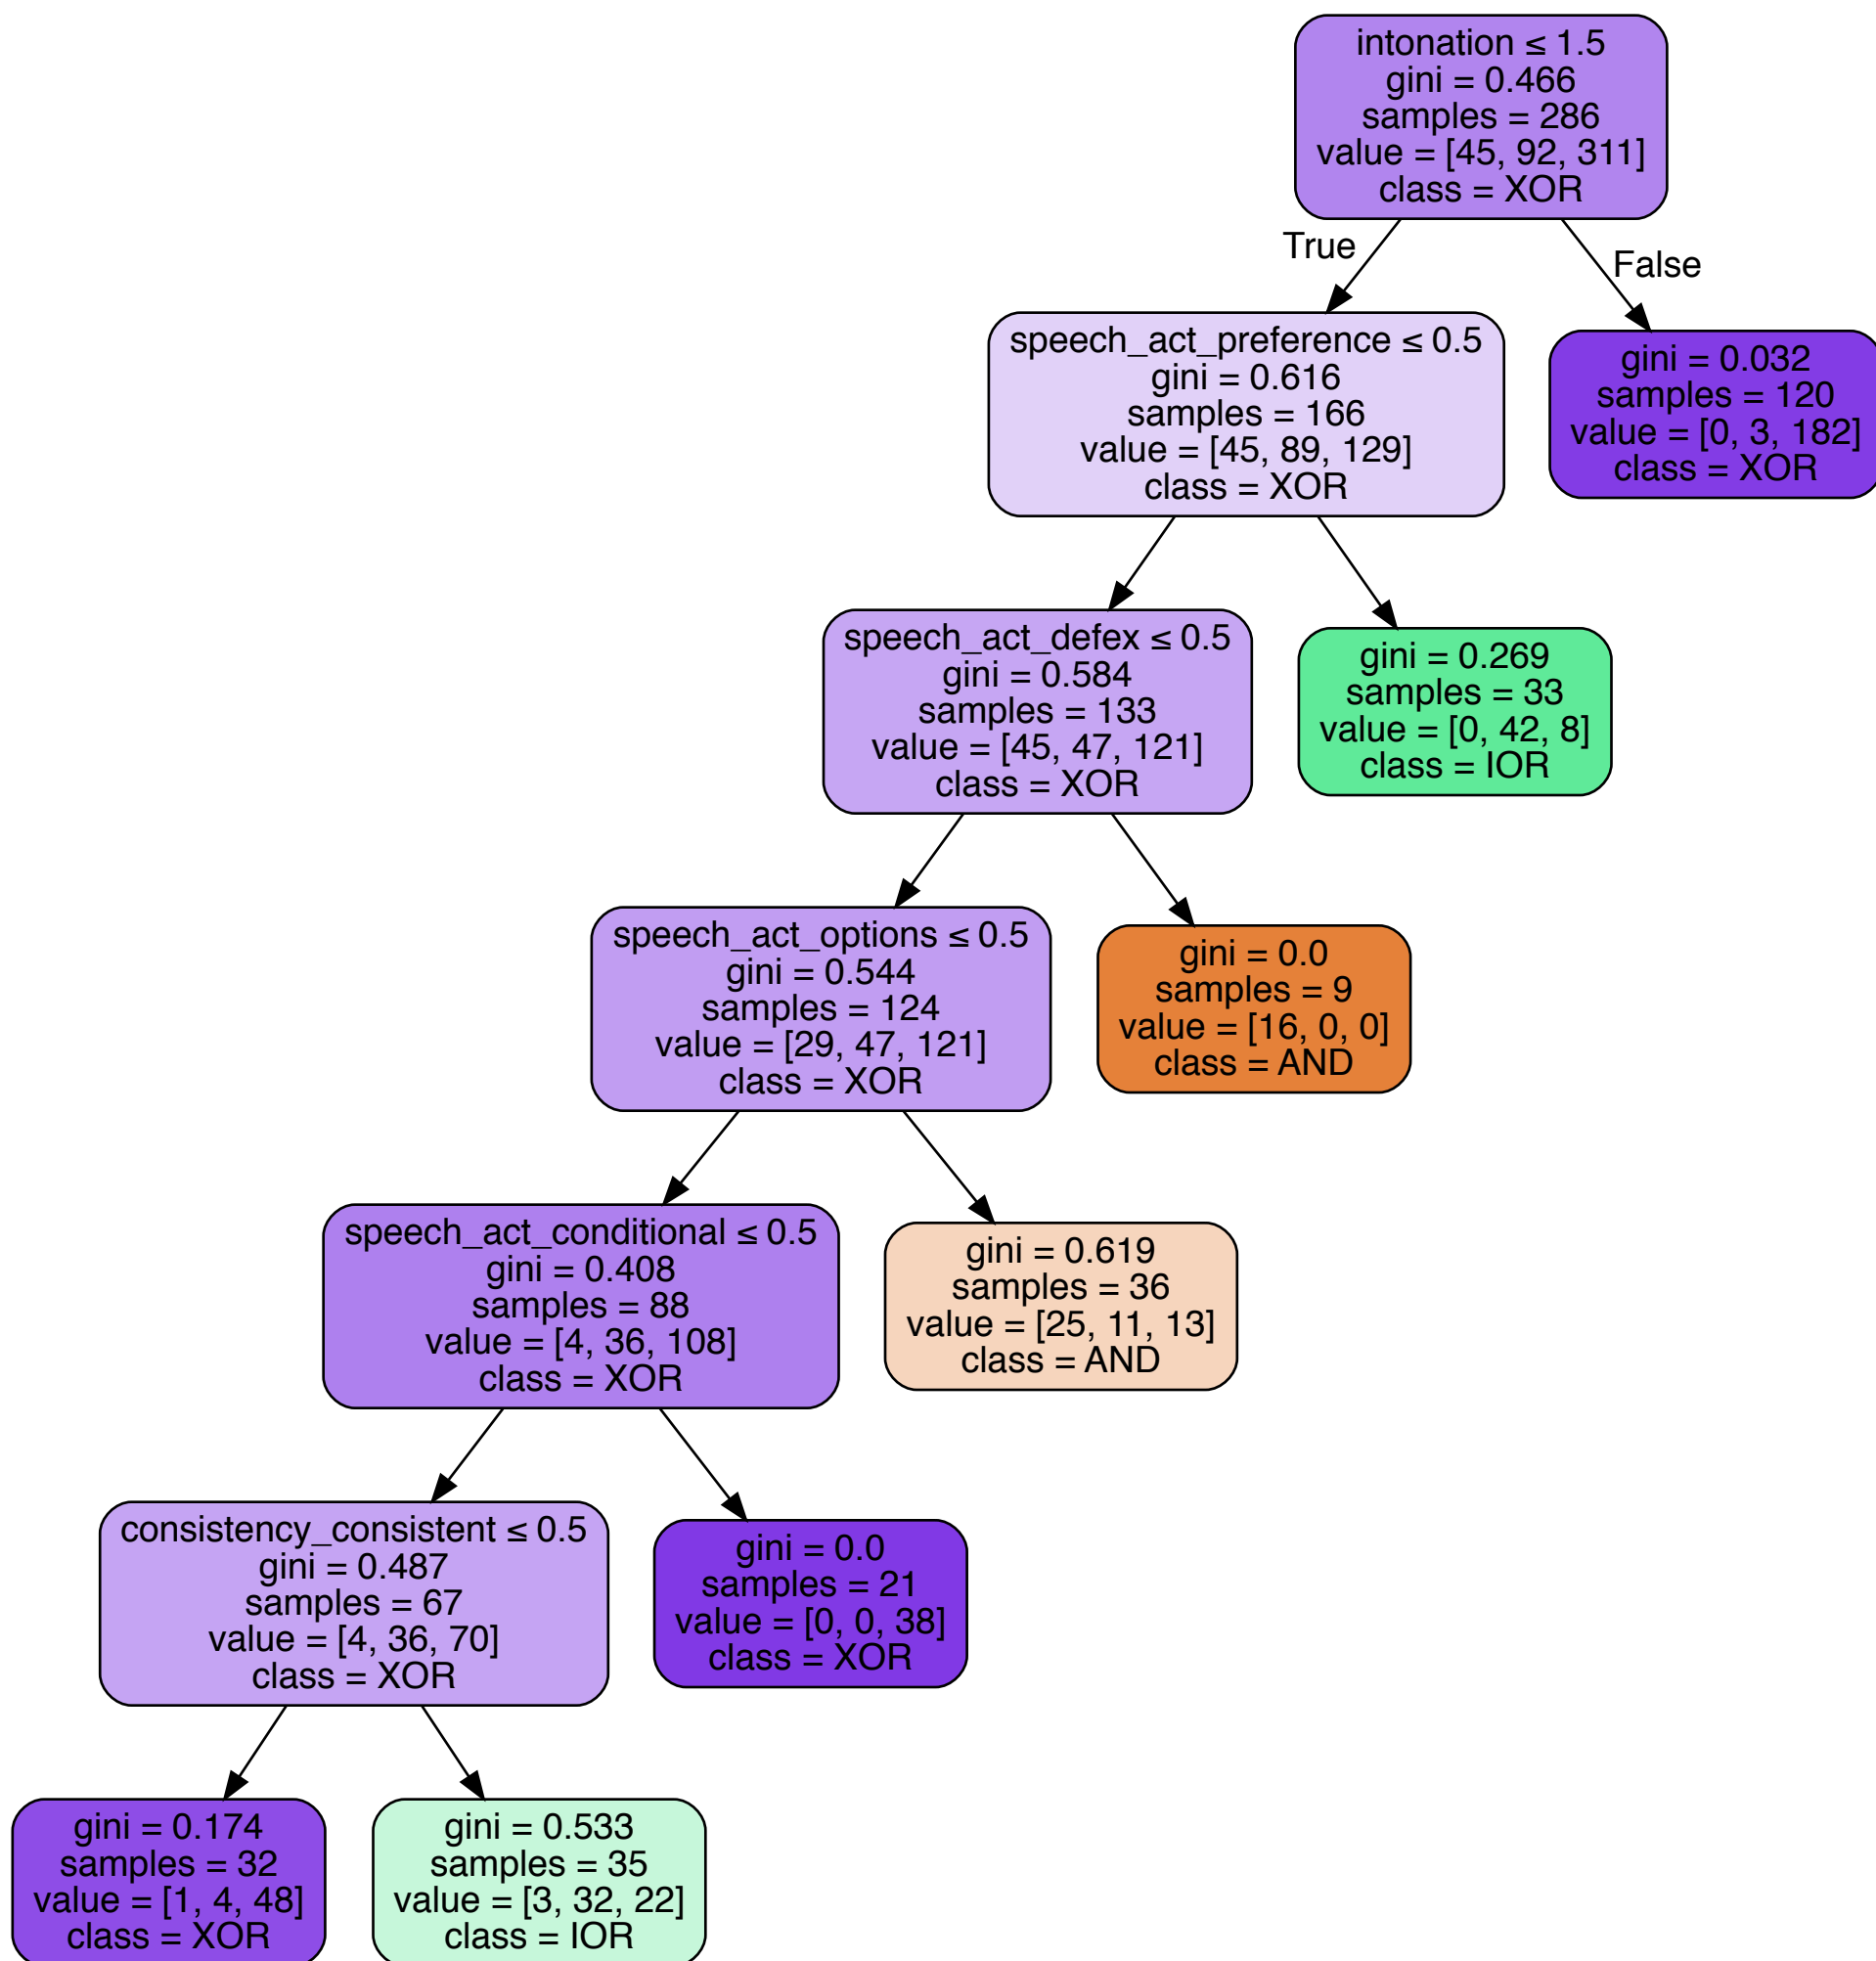 intonation ≤ 1.5
gini = 0.466
samples = 286
value = [45, 92, 311]
class = XOR
True
False
speech_act_preference ≤ 0.5
gini = 0.616
samples = 166
value = [45, 89, 129]
class = XOR
gini = 0.032
samples = 120
value = [0, 3, 182]
class = XOR
speech_act_defex ≤ 0.5
gini = 0.584
samples = 133
value = [45, 47, 121]
class = XOR
gini = 0.269
samples = 33
value = [0, 42, 8]
class = IOR
speech_act_options ≤ 0.5
gini = 0.544
samples = 124
value = [29, 47, 121]
class = XOR
gini = 0.0
samples = 9
value = [16, 0, 0]
class = AND
speech_act_conditional ≤ 0.5
gini = 0.408
samples = 88
value = [4, 36, 108]
class = XOR
gini = 0.619
samples = 36
value = [25, 11, 13]
class = AND
consistency_consistent ≤ 0.5
gini = 0.487
samples = 67
value = [4, 36, 70]
class = XOR
gini = 0.0
samples = 21
value = [0, 0, 38]
class = XOR
gini = 0.174
samples = 32
value = [1, 4, 48]
class = XOR
gini = 0.533
samples = 35
value = [3, 32, 22]
class = IOR